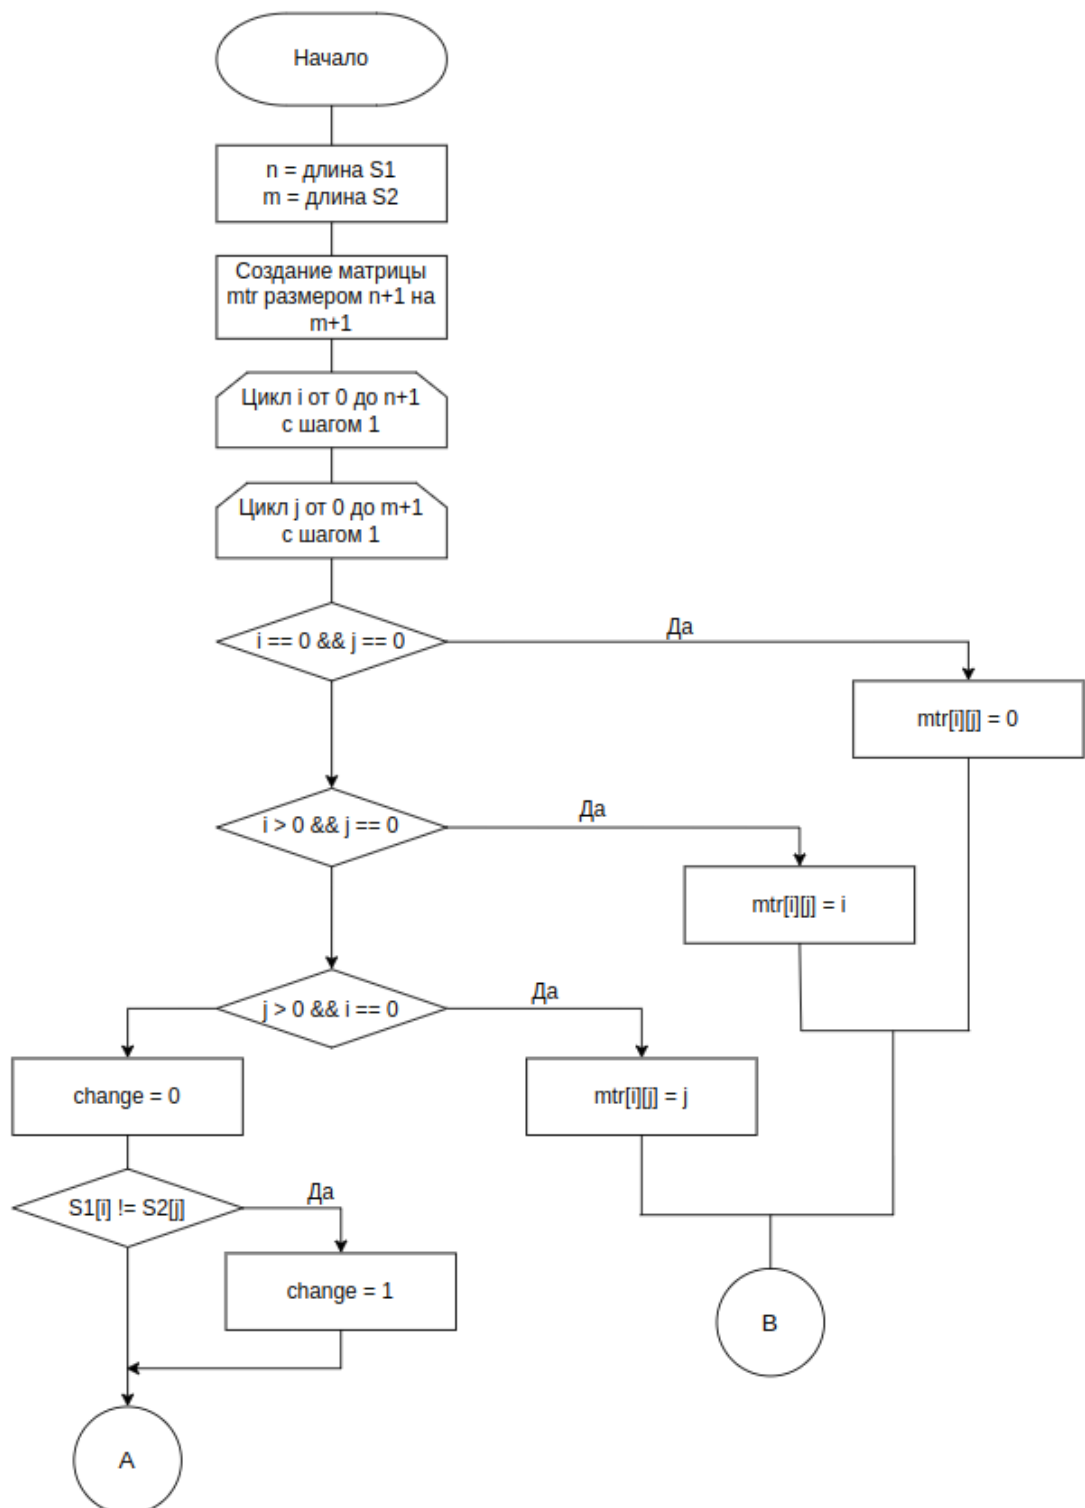 Начало
n = длина S1
m = длина S2
Создание матрицы
mtr размером n+1 на
m+1
Цикл i от 0 до n+1
с шагом 1
Цикл j от 0 до m+1
с шагом 1
i == 0 && j == 0
Да
mtr[i][j] = 0
i > 0 && j == 0
Да
mtr[i][j] = i
j > 0 && i == 0
Да
change = 0
mtr[i][j] = j
S1[i] != S2[j]
Да
change = 1
B
A